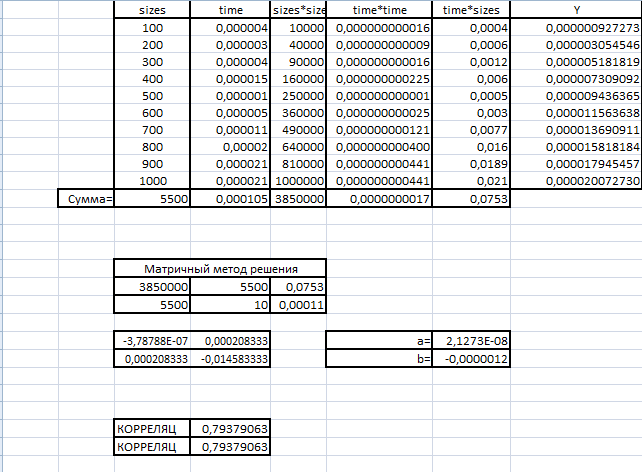 sizes time sizes*size time*time time*sizes Y
100 0,000004 10000 0,000000000016 0,0004 0,000000927273
200 0,000003 40000 0,000000000009 0,0006 0,000003054546
300 0,000004 90000 0,000000000016 0,0012 0,000005181819
400 0,000015 160000 0,000000000225 0,006 0,000007309092
500 0,000001 250000 0,000000000001 0,0005 0,000009436365
600 0,000005 360000 0,000000000025 0,003 0,000011563638
700 0,000011 490000 0,000000000121 0,0077 0,000013690911
800 0,00002 640000 0,000000000400 0,016 0,000015818184
900 0,000021 810000 0,000000000441 0,0189 0,000017945457
1000 0,000021 1000000 0,000000000441 0,021 0,000020072730
Сумма= 5500 0,000105 3850000 0,0000000017 0,0753
Матричный метод решения
3850000 5500 0,0753
5500 10 0,00011
-3,78788E-07 0,000208333 a= 2,1273E-08
0,000208333 -0,014583333 b= -0,0000012
КОРРЕЛЯЦ 0,79379063
КОРРЕЛЯЦ 0,79379063